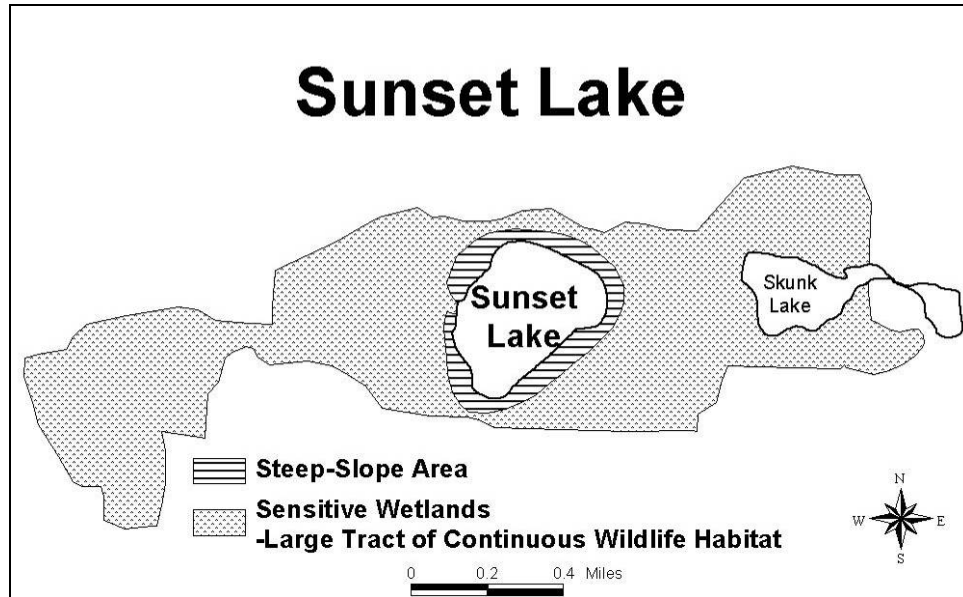 Sunset Lake
Sunset
Lake
Skunk
Lake
Steep-Slope Area
Sensitive Wetlands
-Large Tract of Continuous Wildlife Habitat
N
W E
S
0 0.2 0.4 Miles